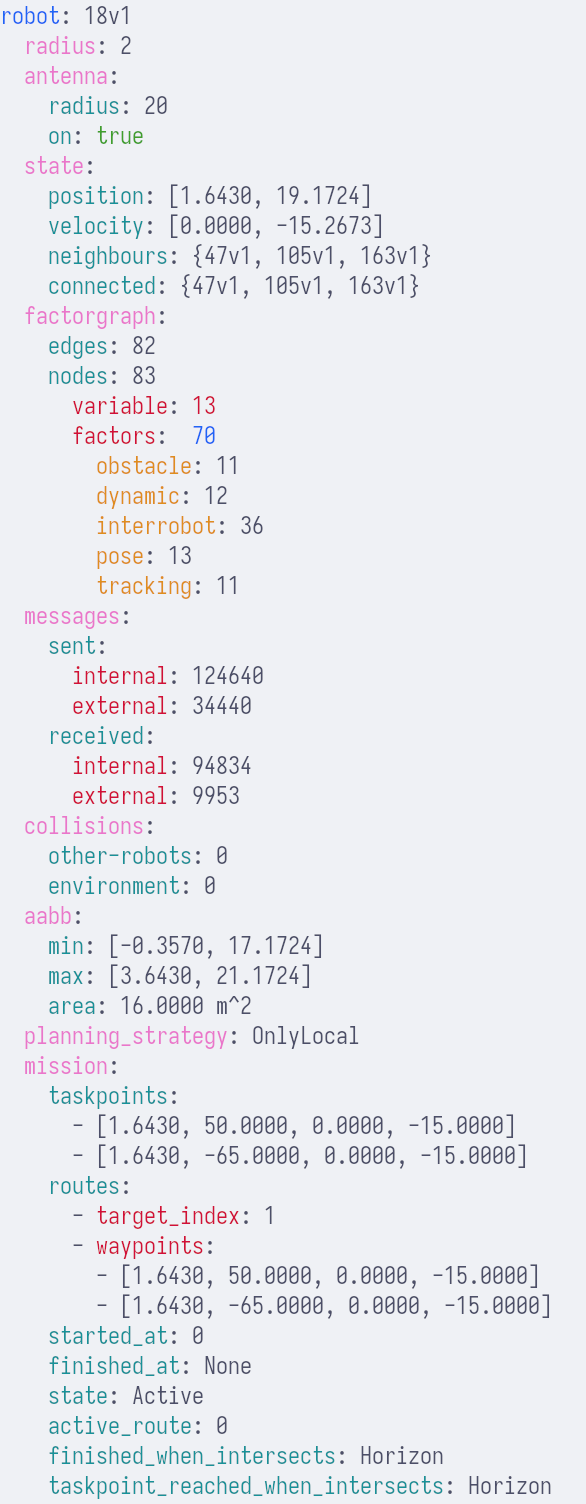 robot: 18v1
  radius: 2
  antenna:
    radius: 20
    on: true
  state:
    position: [1.6430, 19.1724]
    velocity: [0.0000, -15.2673]
    neighbours: {47v1, 105v1, 163v1}
    connected: {47v1, 105v1, 163v1}
  factorgraph:
    edges: 82
    nodes: 83
      variable: 13
      factors:  70
        obstacle: 11
        dynamic: 12
        interrobot: 36
        pose: 13
        tracking: 11
  messages:
    sent:
      internal: 124640
      external: 34440
    received:
      internal: 94834
      external: 9953
  collisions:
    other-robots: 0
    environment: 0
  aabb:
    min: [-0.3570, 17.1724]
    max: [3.6430, 21.1724]
    area: 16.0000 m^2
  planning_strategy: OnlyLocal
  mission:
    taskpoints:
      - [1.6430, 50.0000, 0.0000, -15.0000]
      - [1.6430, -65.0000, 0.0000, -15.0000]
    routes:
      - target_index: 1
      - waypoints:
        - [1.6430, 50.0000, 0.0000, -15.0000]
        - [1.6430, -65.0000, 0.0000, -15.0000]
    started_at: 0
    finished_at: None
    state: Active
    active_route: 0
    finished_when_intersects: Horizon
    taskpoint_reached_when_intersects: Horizon